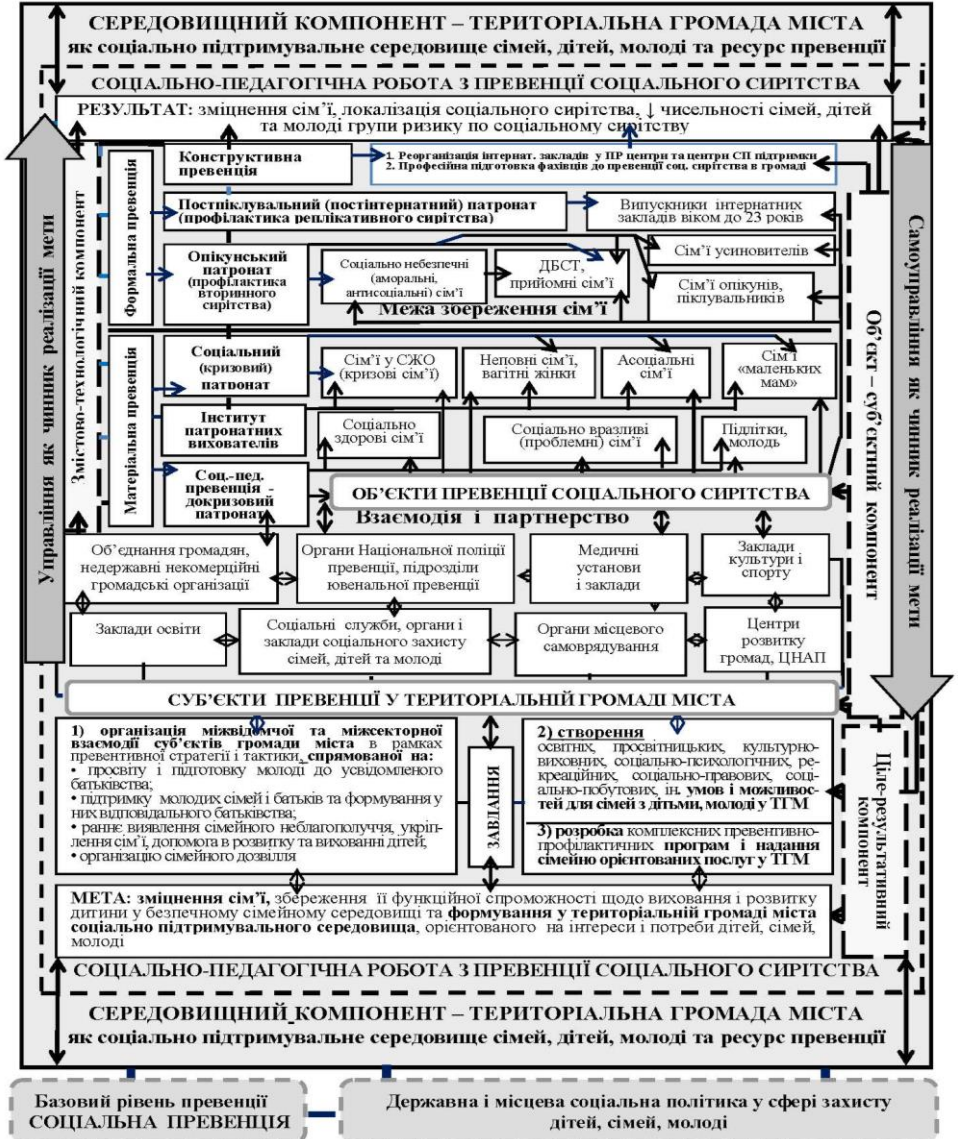 СЕРЕДОВИЩНИЙ КОМПОНЕНТ – ТЕРИТОРІАЛЬНА ГРОМАДА МІСТА
як соціально підтримувальне середовище сімей, дітей, молоді та ресурс превенції
СОЦІАЛЬНО-ПЕДАГОГІЧНА РОБОТА З ПРЕВЕНЦІЇ СОЦІАЛЬНОГО СИРІТСТВА
РЕЗУЛЬТАТ: зміцнення сім’ї, локалізація соціального сирітства, ↓ чисельності сімей, дітей
та молоді групи ризику по соціальному сирітству
Управління як чинник реалізації мети
Змістово-технологічний компонент
Формальна превенція
Конструктивна
превенція
1. Реорганізація інтернат. закладів у ПР центри та центри СП підтримки
2. Професійна підготовка фахівців до превенції соц. сирітства в громаді
Постпіклувальний (постінтернатний) патронат
(профілактика реплікативного сирітства)
Випускники інтернатних
закладів віком до 23 років
Опікунський
патронат
(профілактика
вторинного
сирітства)
Соціально небезпечні
(аморальні,
антисоціальні) сім’ї
ДБСТ,
прийомні сім’ї
Сім’ї усиновителів
Сім’ї опікунів,
піклувальників
Межа збереження сім’ї
Матеріальна превенція
Соціальний
(кризовий)
патронат
Сім’ї у СЖО
(кризові сім’ї)
Неповні сім’ї,
вагітні жінки
Асоціальні
сім’ї
Сім’ї
«маленьких
мам»
Інститут
патронатних
вихователів
Соціально
здорові сім’ї
Соціально вразливі
(проблемні) сім’ї
Підлітки,
молодь
Соц.-пед.
превенція -
докризовий
патронат
ОБ’ЄКТИ ПРЕВЕНЦІЇ СОЦІАЛЬНОГО СИРІТСТВА
Взаємодія і партнерство
Об’єкт – суб’єктний компонент
Самоуправління як чинник реалізації мети
Об’єднання громадян,
недержавні некомерційні
громадські організації
Органи Національної поліції
превенції, підрозділи
ювенальної превенції
Медичні
установи
і заклади
Заклади
культури і
спорту
Заклади освіти
Соціальні служби, органи і
заклади соціального захисту
сімей, дітей та молоді
Органи місцевого
самоврядування
Центри
розвитку
громад, ЦНАП
СУБ’ЄКТИ ПРЕВЕНЦІЇ У ТЕРИТОРІАЛЬНІЙ ГРОМАДІ МІСТА
1) організація міжвідомчої та міжсекторної
взаємодії суб’єктів громади міста в рамках
превентивної стратегії і тактики, спрямованої на:
• просвіту і підготовку молоді до усвідомленого
батьківства;
• підтримку молодих сімей і батьків та формування у
них відповідального батьківства;
• раннє виявлення сімейного неблагополуччя, укріп-
лення сім’ї, допомога в розвитку та вихованні дітей;
• організацію сімейного дозвілля
ЗАВДАННЯ
2) створення
освітніх, просвітницьких, культурно-
виховних, соціально-психологічних, ре-
креаційних, соціально-правових, соці-
ально-побутових, ін. умов і можливос-
тей для сімей з дітьми, молоді у ТГМ
3) розробка комплексних превентивно-
профілактичних програм і надання
сімейно орієнтованих послуг у ТГМ
Ціле-результативний
компонент
МЕТА: зміцнення сім’ї, збереження її функційної спроможності щодо виховання і розвитку
дитини у безпечному сімейному середовищі та формування у територіальній громаді міста
соціально підтримувального середовища, орієнтованого на інтереси і потреби дітей, сімей,
молоді
СОЦІАЛЬНО-ПЕДАГОГІЧНА РОБОТА З ПРЕВЕНЦІЇ СОЦІАЛЬНОГО СИРІТСТВА
СЕРЕДОВИЩНИЙ КОМПОНЕНТ – ТЕРИТОРІАЛЬНА ГРОМАДА МІСТА
як соціально підтримувальне середовище сімей, дітей, молоді та ресурс превенції
Базовий рівень превенції
СОЦІАЛЬНА ПРЕВЕНЦІЯ
Державна і місцева соціальна політика у сфері захисту
дітей, сімей, молоді